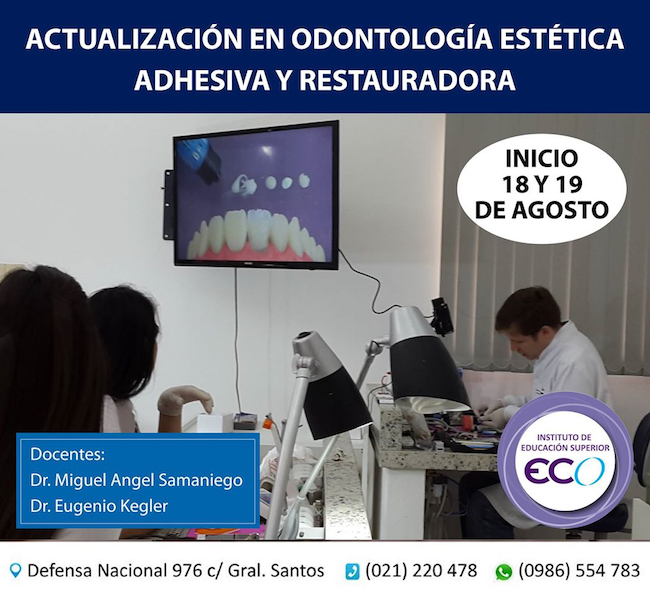 ACTUALIZACIÓN EN ODONTOLOGÍA ESTÉTICA
ADHESIVA Y RESTAURADORA
INICIO
18 Y 19
DE AGOSTO
Docentes:
Dr. Miguel Angel Samaniego
Dr. Eugenio Kegler
INSTITUTO DE
EDUCACIÓN SUPERIOR
ECO
Defensa Nacional 976 c/ Gral. Santos (021) 220 478 (0986) 554 783